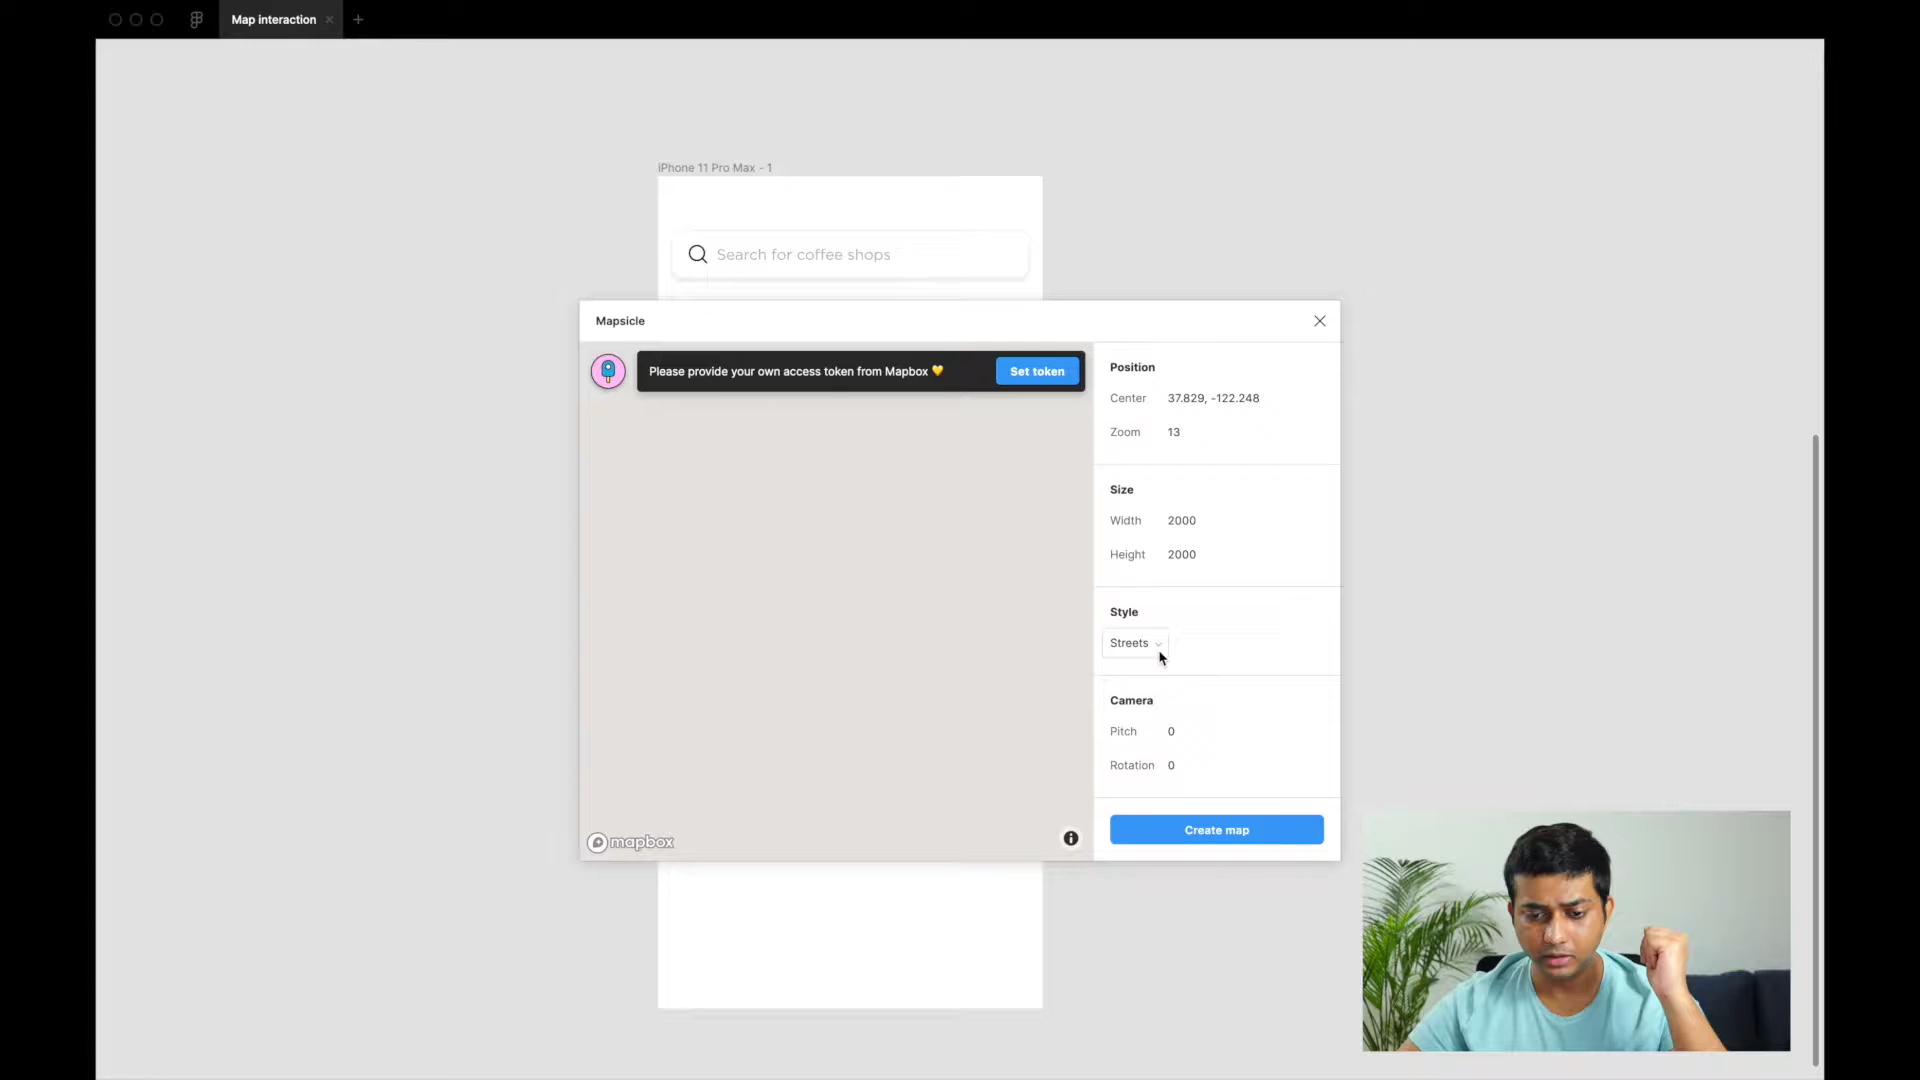 Map interaction
iPhone 11 Pro Max - 1
Search for coffee shops
Mapsicle
Please provide your own access token from Mapbox 💛
Set token
mapbox
Position
Center 37.829, -122.248
Zoom 13
Size
Width 2000
Height 2000
Style
Streets
Camera
Pitch 0
Rotation 0
Create map